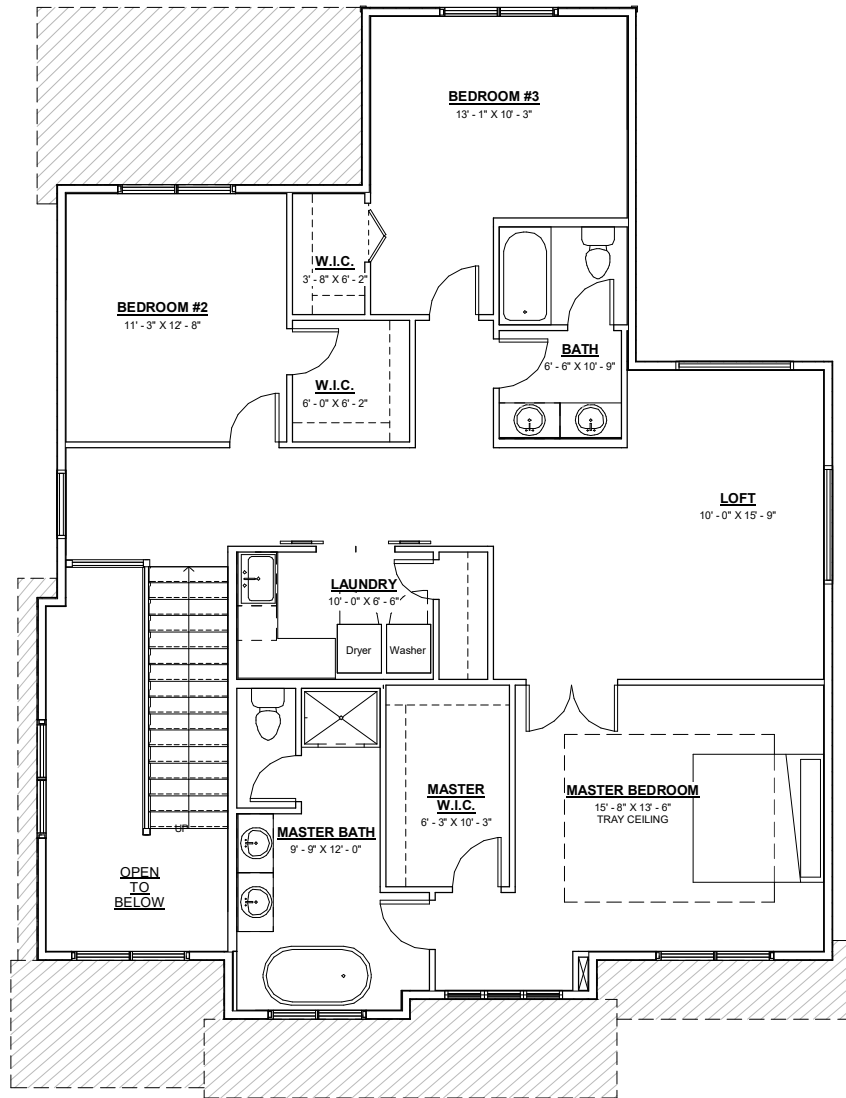 BEDROOM #3
13' - 1" X 10' - 3"
W.I.C.
3' - 8" X 6' - 2"
BEDROOM #2
11' - 3" X 12' - 8"
BATH
6' - 6" X 10' - 9"
W.I.C.
6' - 0" X 6' - 2"
LOFT
10' - 0" X 15' - 9"
LAUNDRY
10' - 0" X 6' - 6"
Dryer
Washer
MASTER
W.I.C.
6' - 3" X 10' - 3"
MASTER BEDROOM
15' - 8" X 13' - 6"
TRAY CEILING
UP
MASTER BATH
9' - 9" X 12' - 0"
OPEN
TO
BELOW